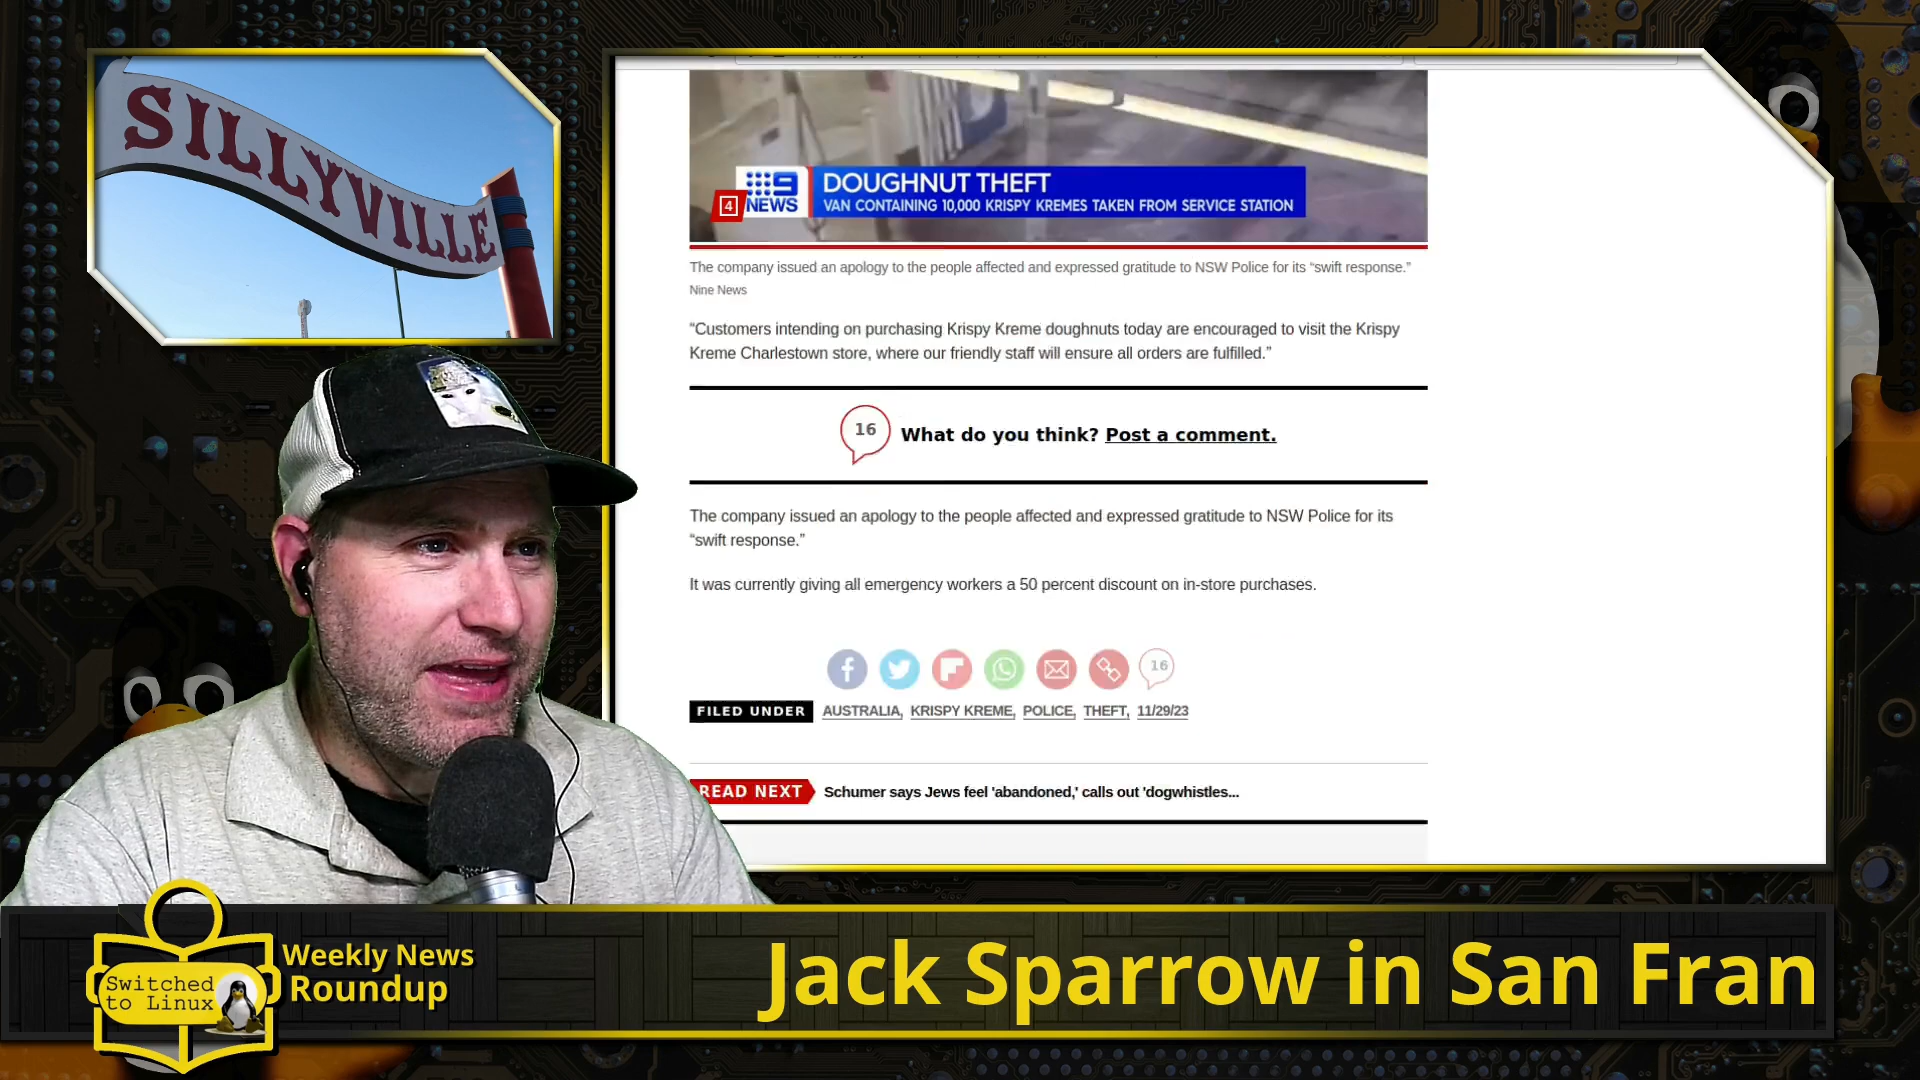 SILLYVILLE
DOUGHNUT THEFT
4
9
NEWS
VAN CONTAINING 10,000 KRISPY KREMES TAKEN FROM SERVICE STATION
The company issued an apology to the people affected and expressed gratitude to NSW Police for its “swift response.”
Nine News
“Customers intending on purchasing Krispy Kreme doughnuts today are encouraged to visit the Krispy
Kreme Charlestown store, where our friendly staff will ensure all orders are fulfilled.”
16
What do you think? Post a comment.
The company issued an apology to the people affected and expressed gratitude to NSW Police for its
“swift response.”
It was currently giving all emergency workers a 50 percent discount on in-store purchases.
16
FILED UNDER AUSTRALIA, KRISPY KREME, POLICE, THEFT, 11/29/23
READ NEXT Schumer says Jews feel 'abandoned,' calls out 'dogwhistles...
Switched
to Linux
Weekly News
Roundup
Jack Sparrow in San Fran